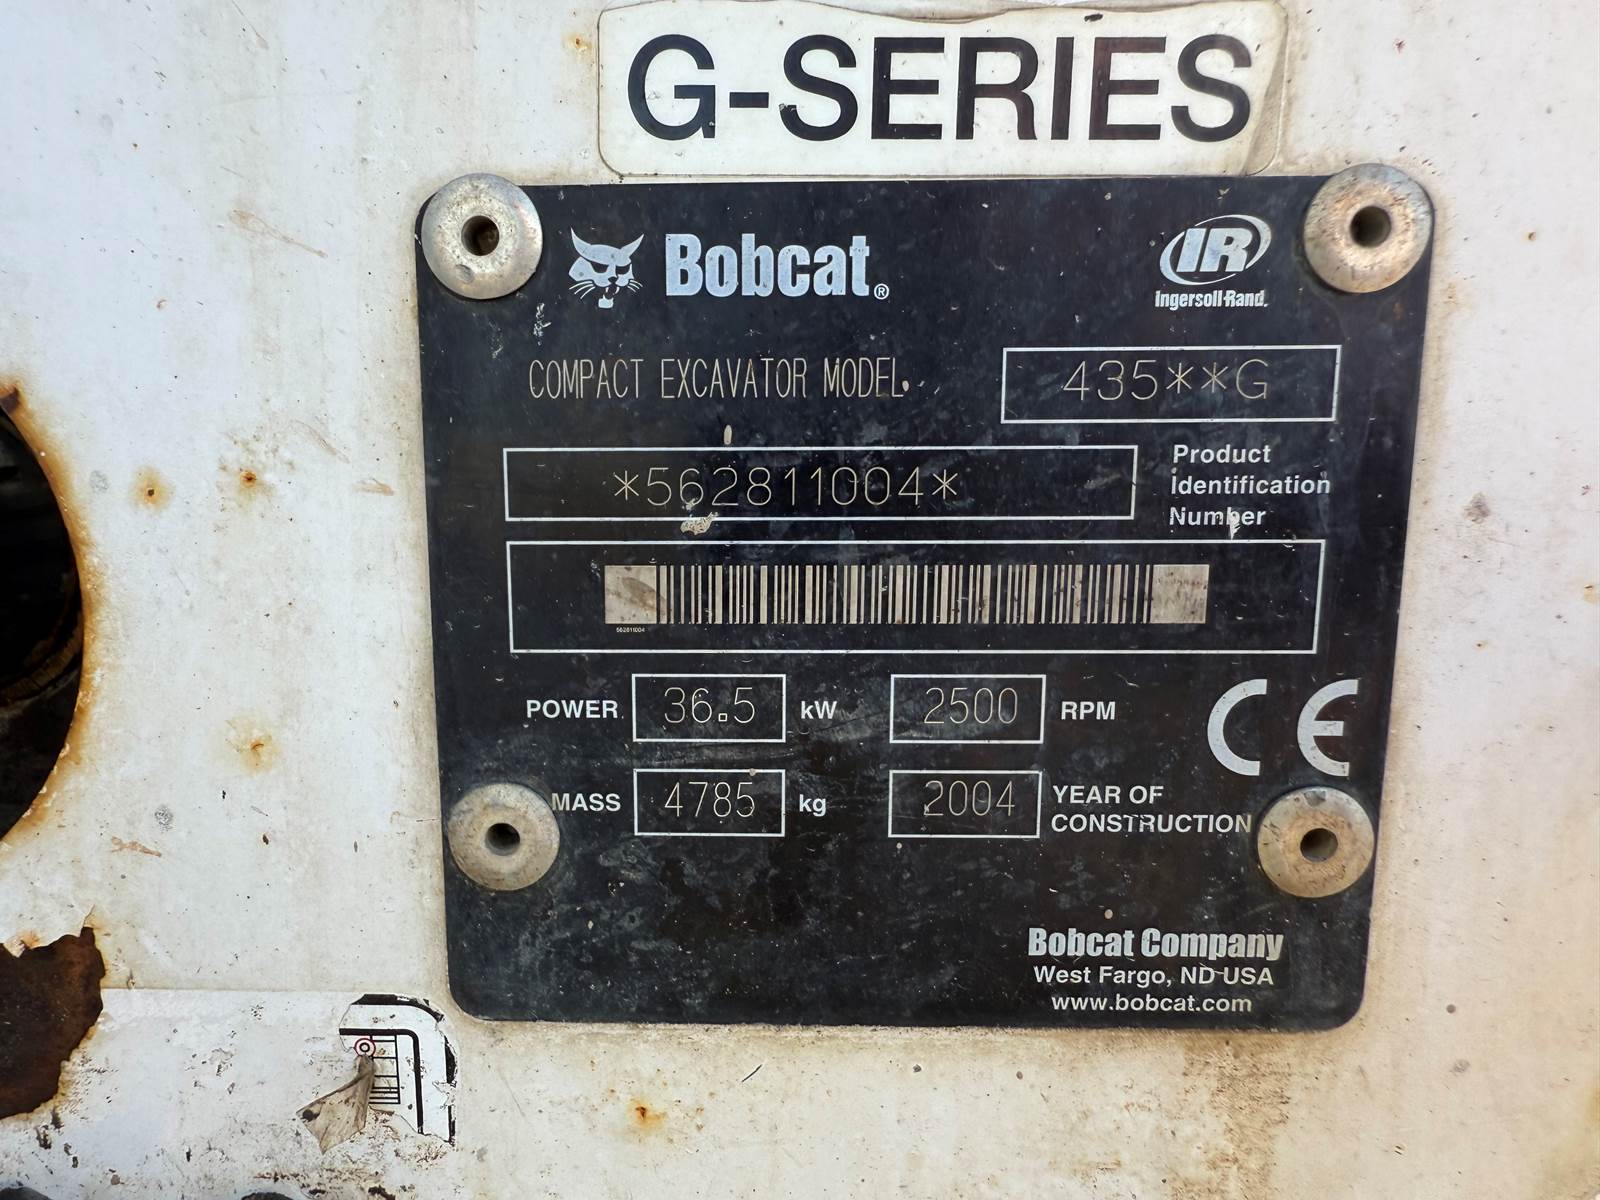 G-SERIES
Bobcat®
IR
Ingersoll-Rand.
COMPACT EXCAVATOR MODEL
435**G
*562811004*
Product
Identification
Number
562811004
POWER 36.5 kW 2500 RPM
CE
MASS 4785 kg 2004 YEAR OF
CONSTRUCTION
Bobcat Company
West Fargo, ND USA
www.bobcat.com